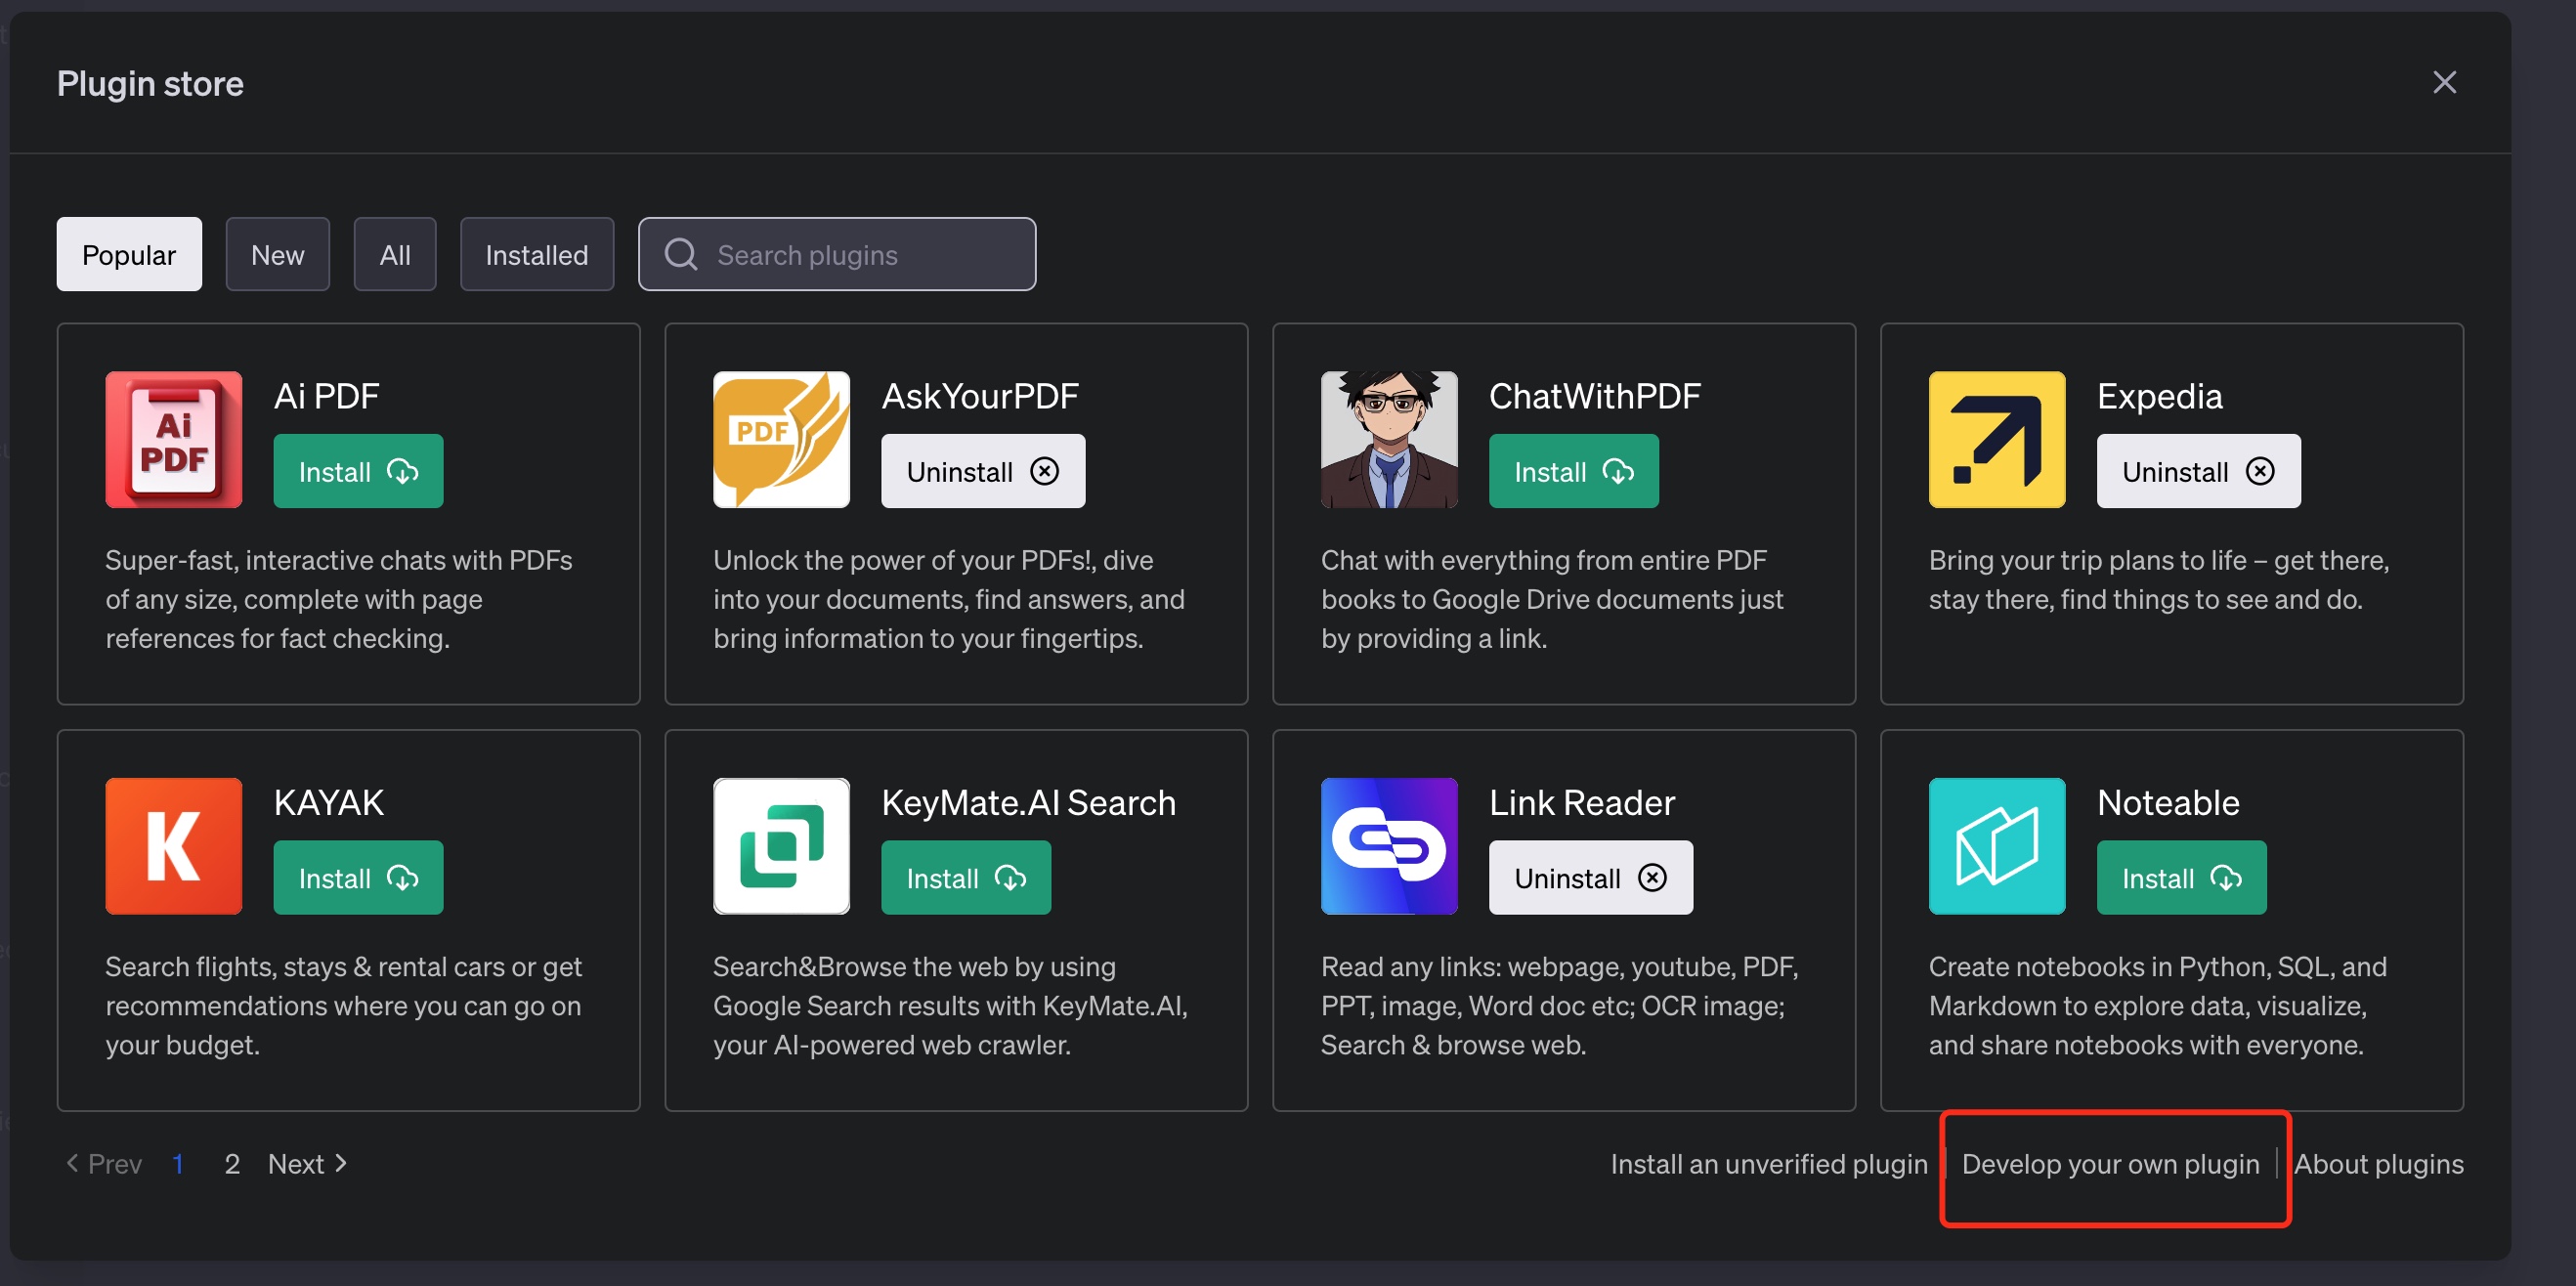 Plugin store
Popular
New
All
Installed
Search plugins
Ai PDF
Ai PDF
Install
Super-fast, interactive chats with PDFs
of any size, complete with page
references for fact checking.
PDF
AskYourPDF
Uninstall
Unlock the power of your PDFs!, dive
into your documents, find answers, and
bring information to your fingertips.
ChatWithPDF
Install
Chat with everything from entire PDF
books to Google Drive documents just
by providing a link.
Expedia
Uninstall
Bring your trip plans to life – get there,
stay there, find things to see and do.
K
KAYAK
Install
Search flights, stays & rental cars or get
recommendations where you can go on
your budget.
KeyMate.AI Search
Install
Search&Browse the web by using
Google Search results with KeyMate.AI,
your AI-powered web crawler.
Link Reader
Uninstall
Read any links: webpage, youtube, PDF,
PPT, image, Word doc etc; OCR image;
Search & browse web.
Noteable
Install
Create notebooks in Python, SQL, and
Markdown to explore data, visualize,
and share notebooks with everyone.
Prev 1 2 Next
Install an unverified plugin | Develop your own plugin | About plugins